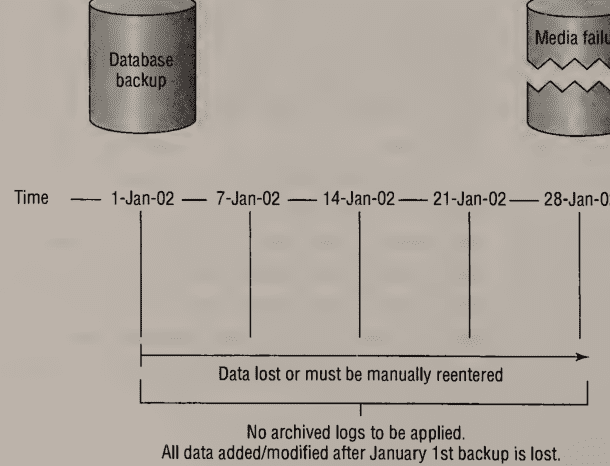 Database
backup
Media
Time — 1-Jan-02 — 7-Jan-02 — 14-Jan-02 — 21-Jan-02 — 28-Jan-0
Data lost or must be manually reentered
No archived logs to be applied.
All data added/modified after January 1st backup is lost.